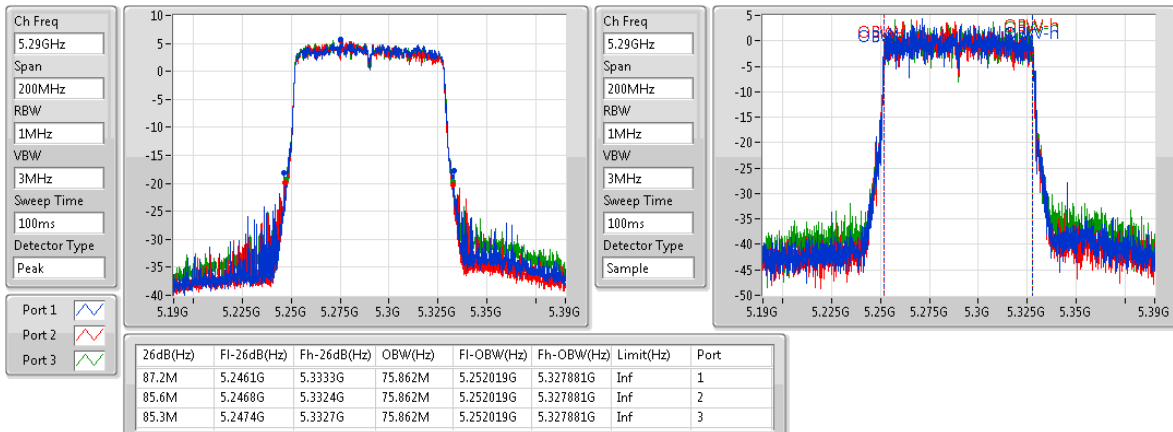 Ch Freq
5.29GHz
Span
200MHz
RBW
1MHz
VBW
3MHz
Sweep Time
100ms
Detector Type
Peak
10
5
0
-5
-10
-15
-20
-25
-30
-35
-40
5.19G 5.225G 5.25G 5.275G 5.3G 5.325G 5.35G 5.39G
Port 1
Port 2
Port 3
Ch Freq
5.29GHz
Span
200MHz
RBW
1MHz
VBW
3MHz
Sweep Time
100ms
Detector Type
Sample
5
0
-5
-10
-15
-20
-25
-30
-35
-40
-45
-50
OBW-h
5.19G 5.225G 5.25G 5.275G 5.3G 5.325G 5.35G 5.39G
26dB(Hz) Fl-26dB(Hz) Fh-26dB(Hz) OBW(Hz) Fl-OBW(Hz) Fh-OBW(Hz) Limit(Hz) Port
87.2M 5.2461G 5.3333G 75.862M 5.252019G 5.327881G Inf 1
85.6M 5.2468G 5.3324G 75.862M 5.252019G 5.327881G Inf 2
85.3M 5.2474G 5.3327G 75.862M 5.252019G 5.327881G Inf 3